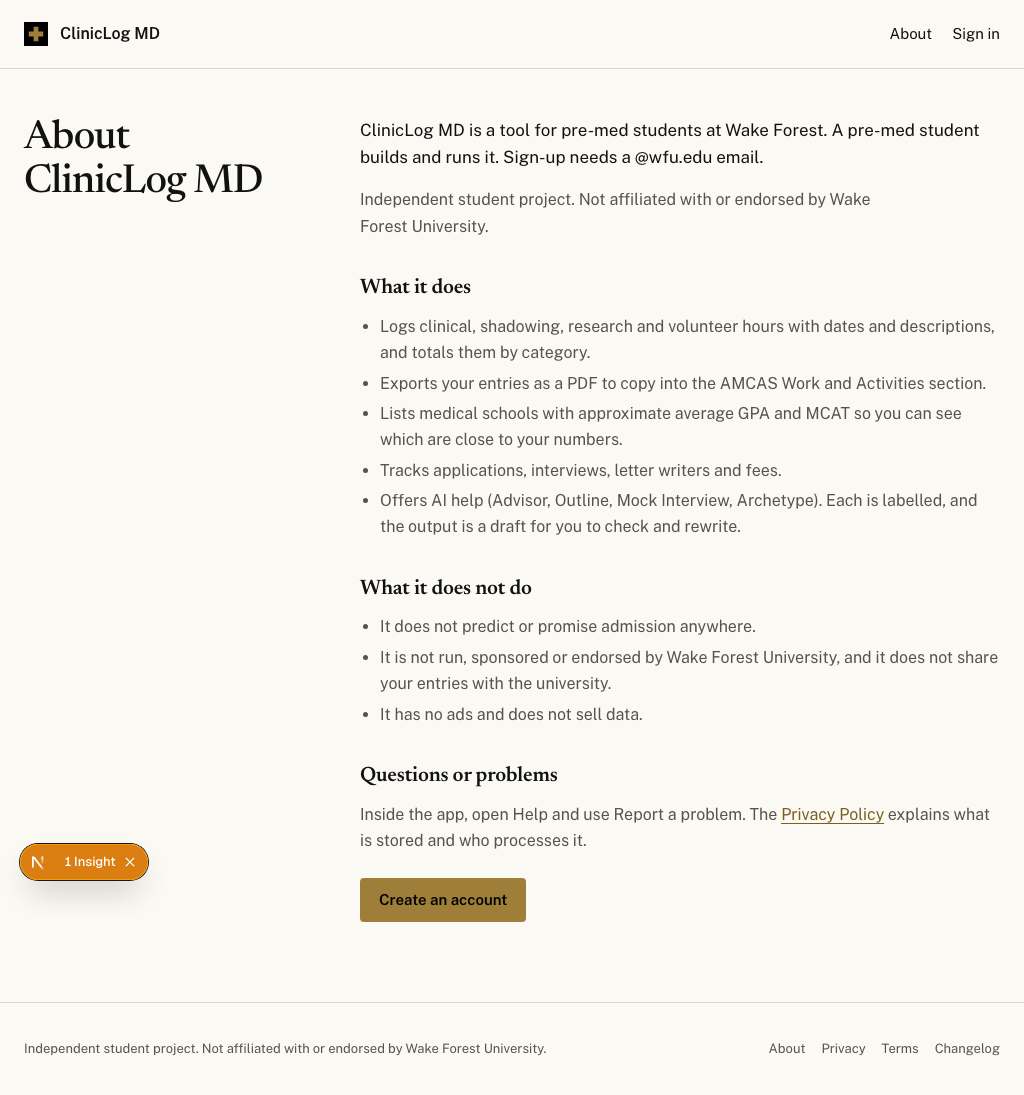 ClinicLog MD
About
Sign in
About
ClinicLog MD
ClinicLog MD is a tool for pre-med students at Wake Forest. A pre-med student
builds and runs it. Sign-up needs a @wfu.edu email.
Independent student project. Not affiliated with or endorsed by Wake
Forest University.
What it does
• Logs clinical, shadowing, research and volunteer hours with dates and descriptions,
and totals them by category.
• Exports your entries as a PDF to copy into the AMCAS Work and Activities section.
• Lists medical schools with approximate average GPA and MCAT so you can see
which are close to your numbers.
• Tracks applications, interviews, letter writers and fees.
• Offers AI help (Advisor, Outline, Mock Interview, Archetype). Each is labelled, and
the output is a draft for you to check and rewrite.
What it does not do
• It does not predict or promise admission anywhere.
• It is not run, sponsored or endorsed by Wake Forest University, and it does not share
your entries with the university.
• It has no ads and does not sell data.
Questions or problems
Inside the app, open Help and use Report a problem. The Privacy Policy explains what
is stored and who processes it.
1 Insight
Create an account
Independent student project. Not affiliated with or endorsed by Wake Forest University.
About
Privacy
Terms
Changelog